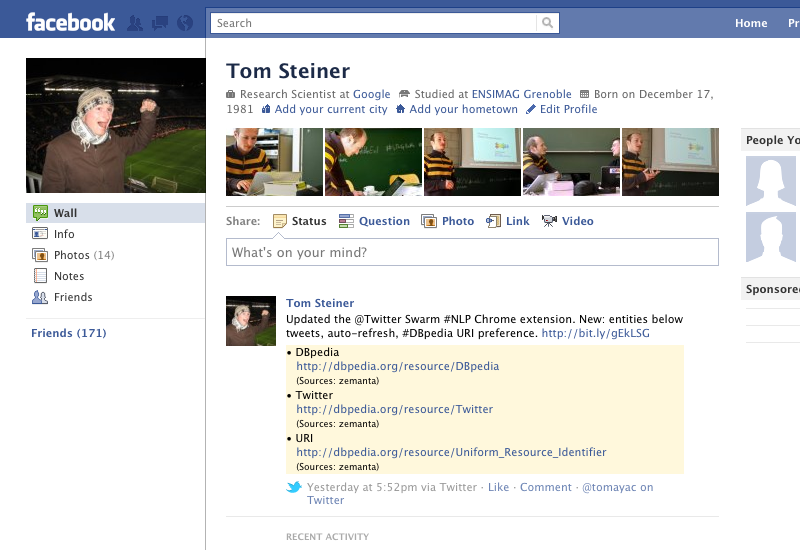 facebook
Search
Home Pr
Tom Steiner
Research Scientist at Google Studied at ENSIMAG Grenoble Born on December 17,
1981 Add your current city Add your hometown Edit Profile
Wall
Info
Photos (14)
Notes
Friends
Friends (171)
Share: Status Question Photo Link Video
What's on your mind?
Tom Steiner
Updated the @Twitter Swarm #NLP Chrome extension. New: entities below
tweets, auto-refresh, #DBpedia URI preference. http://bit.ly/gEkLSG
• DBpedia
http://dbpedia.org/resource/DBpedia
(Sources: zemanta)
• Twitter
http://dbpedia.org/resource/Twitter
(Sources: zemanta)
• URI
http://dbpedia.org/resource/Uniform_Resource_Identifier
(Sources: zemanta)
Yesterday at 5:52pm via Twitter · Like · Comment · @tomayac on
Twitter
RECENT ACTIVITY
People Yo
Sponsore